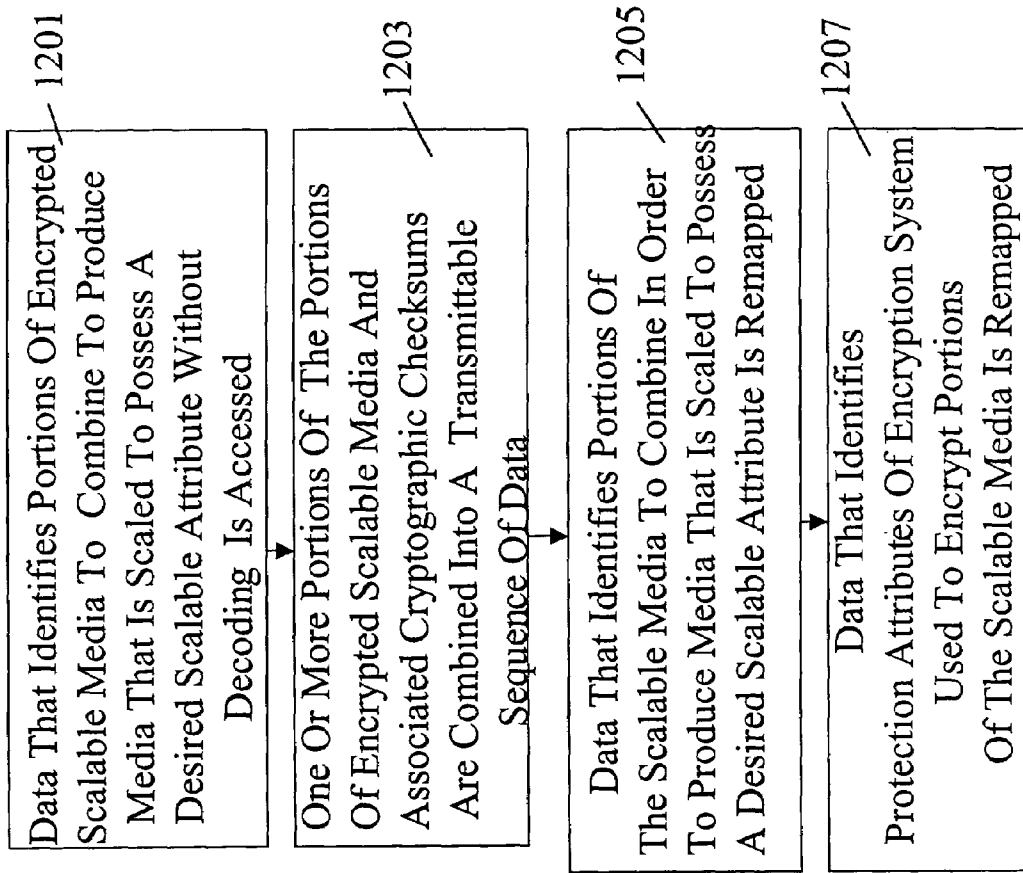 Data That Identifies Portions Of Encrypted
Scalable Media To Combine To Produce
Media That Is Scaled To Possess A
Desired Scalable Attribute Without
Decoding Is Accessed
1201
One Or More Portions Of The Portions
Of Encrypted Scalable Media And
Associated Cryptographic Checksums
Are Combined Into A Transmittable
Sequence Of Data
1203
Data That Identifies Portions Of
The Scalable Media To Combine In Order
To Produce Media That Is Scaled To Possess
A Desired Scalable Attribute Is Remapped
1205
Data That Identifies
Protection Attributes Of Encryption System
Used To Encrypt Portions
Of The Scalable Media Is Remapped
1207